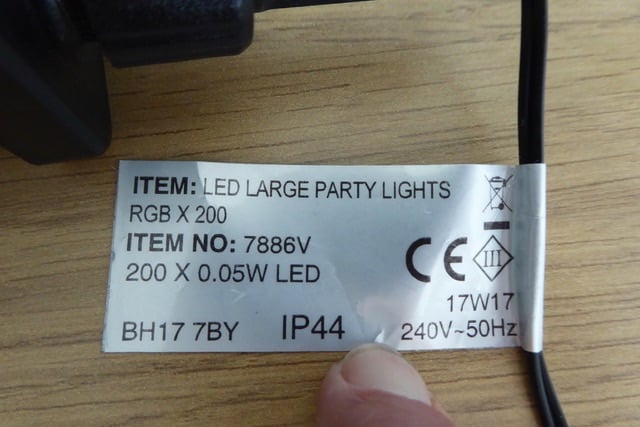 ITEM: LED LARGE PARTY LIGHTS
RGB X 200
ITEM NO: 7886V
200 X 0.05W LED
CE III
17W17
BH17 7BY IP44 240V~50Hz